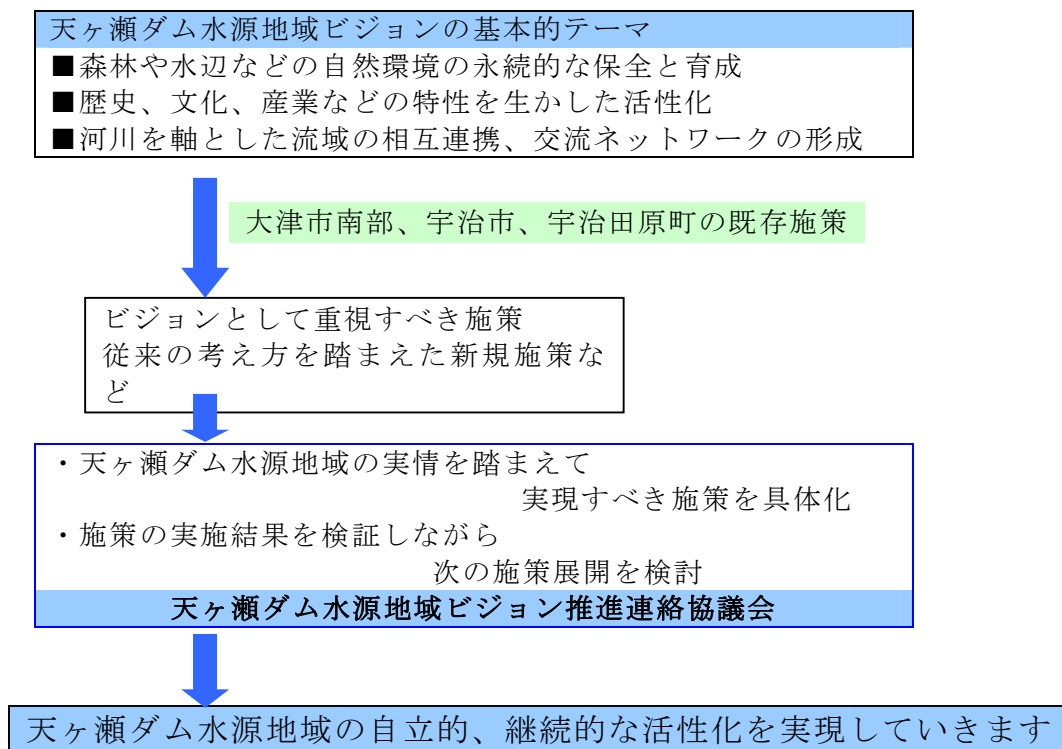 天ヶ瀬ダム水源地域ビジョンの基本的テーマ
■森林や水辺などの自然環境の永続的な保全と育成
■歴史、文化、産業などの特性を生かした活性化
■河川を軸とした流域の相互連携、交流ネットワークの形成
大津市南部、宇治市、宇治田原町の既存施策
ビジョンとして重視すべき施策
従来の考え方を踏まえた新規施策な
ど
・天ヶ瀬ダム水源地域の実情を踏まえて
実現すべき施策を具体化
・施策の実施結果を検証しながら
次の施策展開を検討
天ヶ瀬ダム水源地域ビジョン推進連絡協議会
天ヶ瀬ダム水源地域の自立的、継続的な活性化を実現していきます